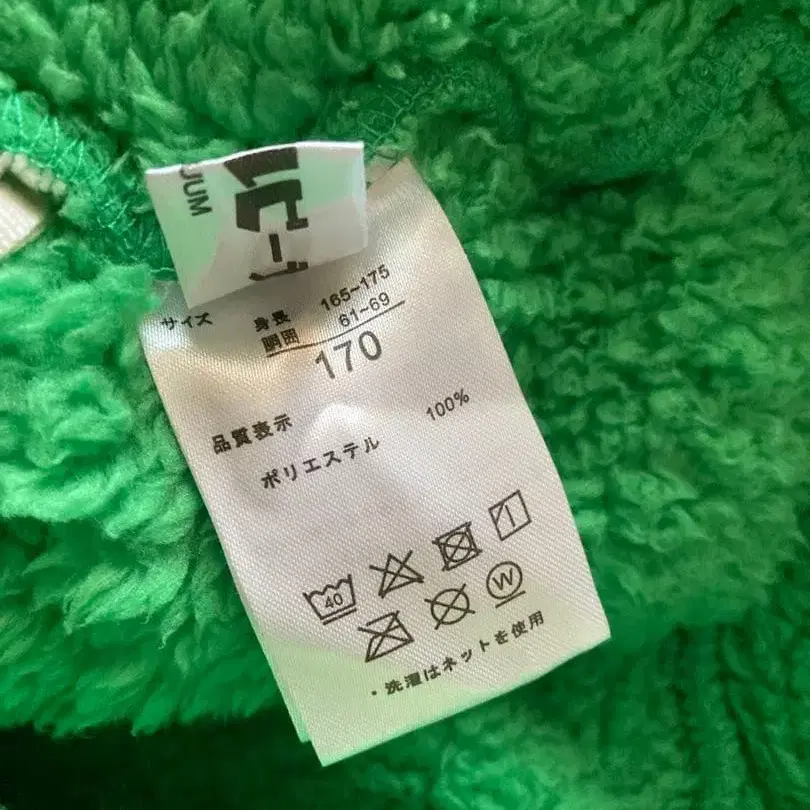 JUM
サイズ
身長 165~175
胴囲 61~69
170
品質表示
ポリエステル 100%
40
W
・洗濯はネットを使用